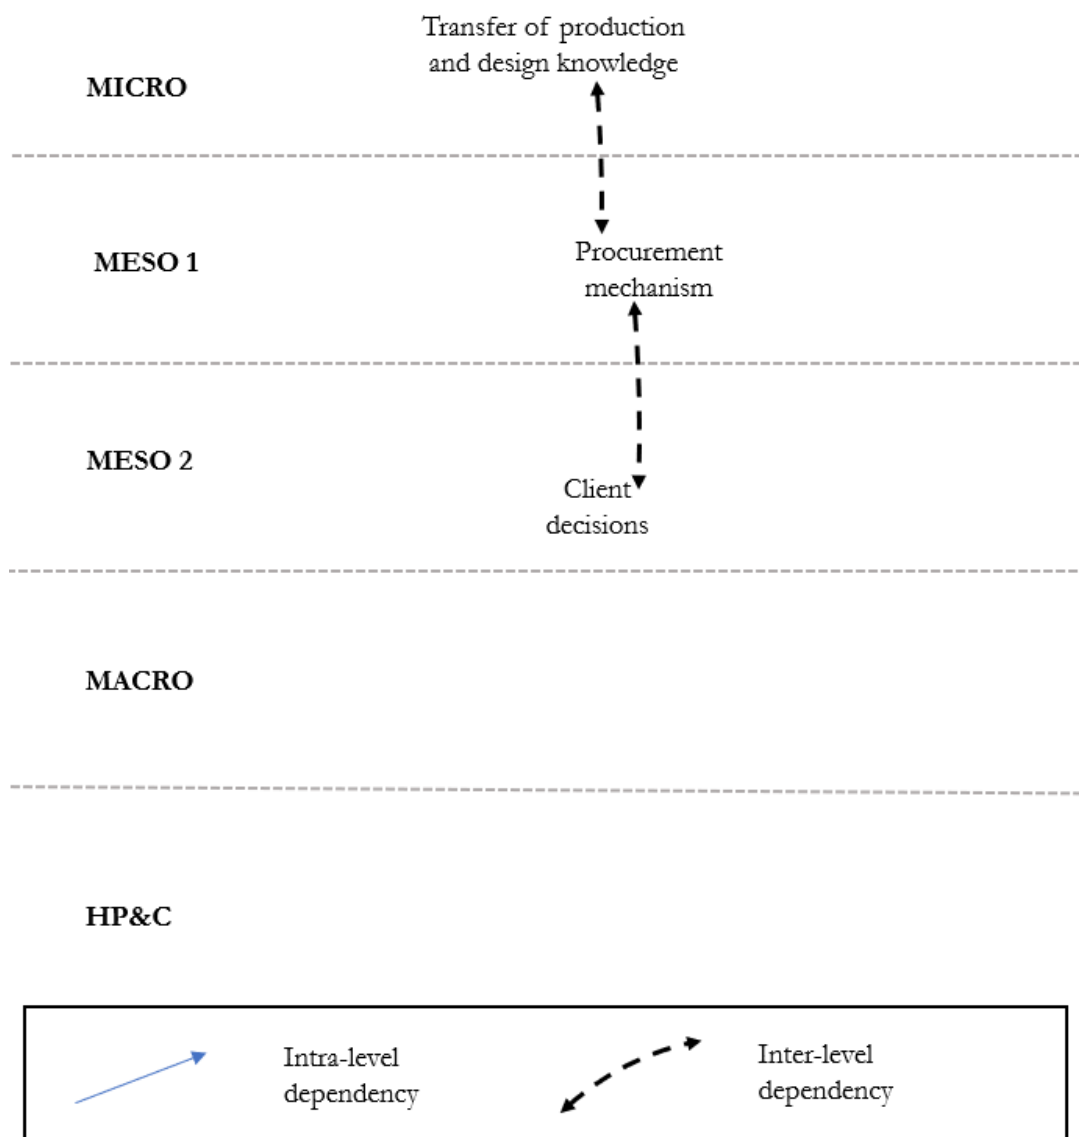 Transfer of production
and design knowledge
MICRO
MESO 1
Procurement
mechanism
MESO 2
Client
decisions
MACRO
HP&C
Intra-level
dependency
Inter-level
dependency